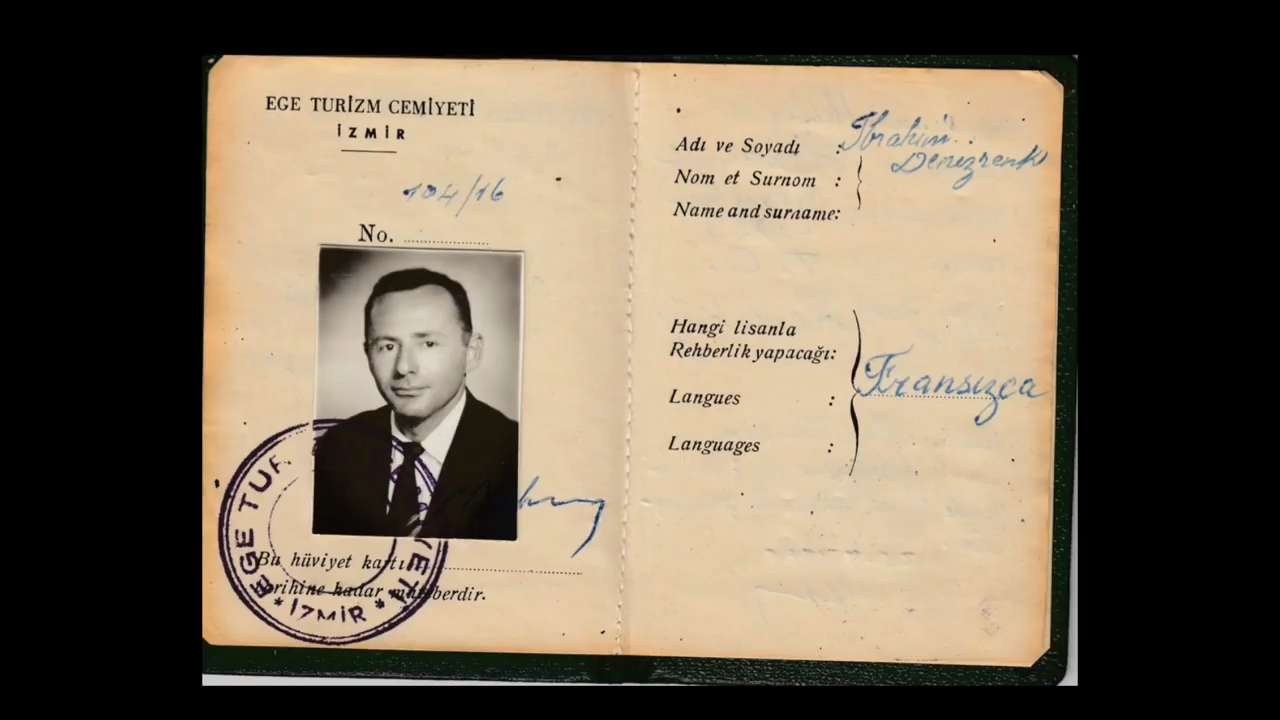 EGE TURİZM CEMİYETİ
İZMİR
104/16
No. ....................
EGE TUR
YETİ
* İZMİR *
Bu hüviyet kartı
tarihine kadar muteberdir.
Adı ve Soyadı : İbrahim
Denizrenk
Nom et Surnom :
Name and surname:
Hangi lisanla
Rehberlik yapacağı:
Fransızca
Langues :
Languages :